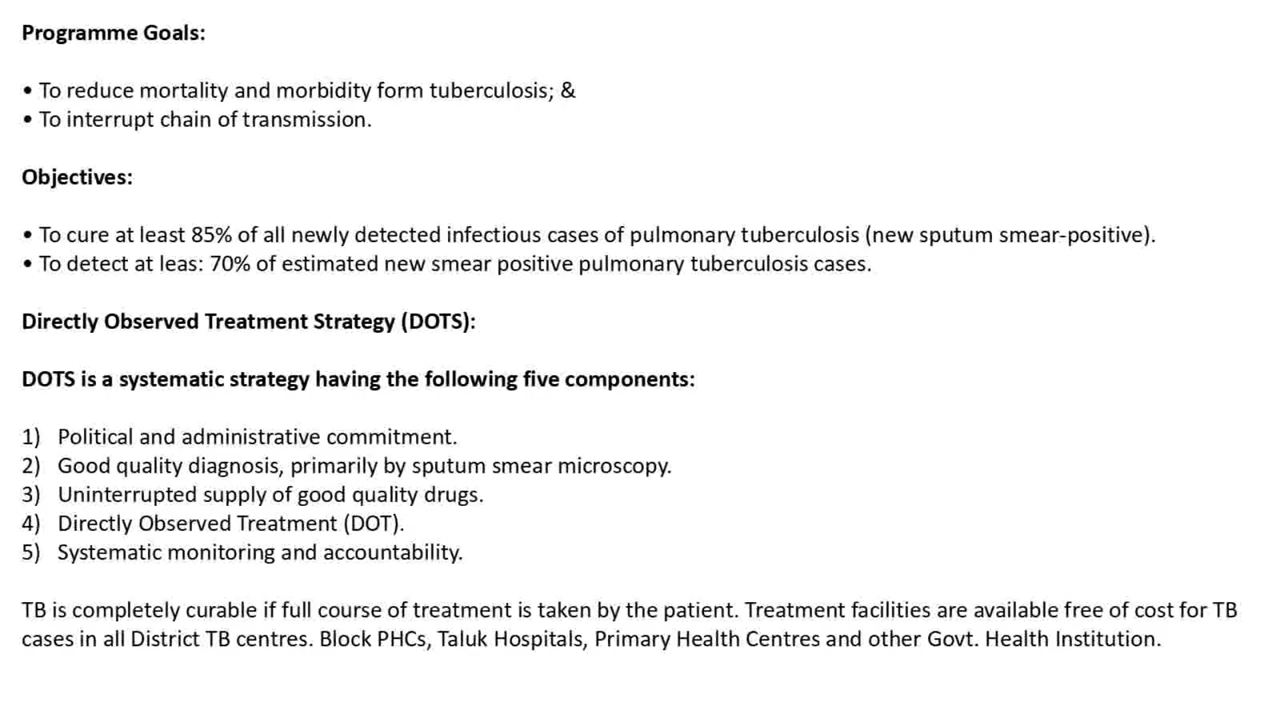 Programme Goals:
• To reduce mortality and morbidity form tuberculosis; &
• To interrupt chain of transmission.
Objectives:
• To cure at least 85% of all newly detected infectious cases of pulmonary tuberculosis (new sputum smear-positive).
• To detect at leas: 70% of estimated new smear positive pulmonary tuberculosis cases.
Directly Observed Treatment Strategy (DOTS):
DOTS is a systematic strategy having the following five components:
1) Political and administrative commitment.
2) Good quality diagnosis, primarily by sputum smear microscopy.
3) Uninterrupted supply of good quality drugs.
4) Directly Observed Treatment (DOT).
5) Systematic monitoring and accountability.
TB is completely curable if full course of treatment is taken by the patient. Treatment facilities are available free of cost for TB
cases in all District TB centres. Block PHCs, Taluk Hospitals, Primary Health Centres and other Govt. Health Institution.